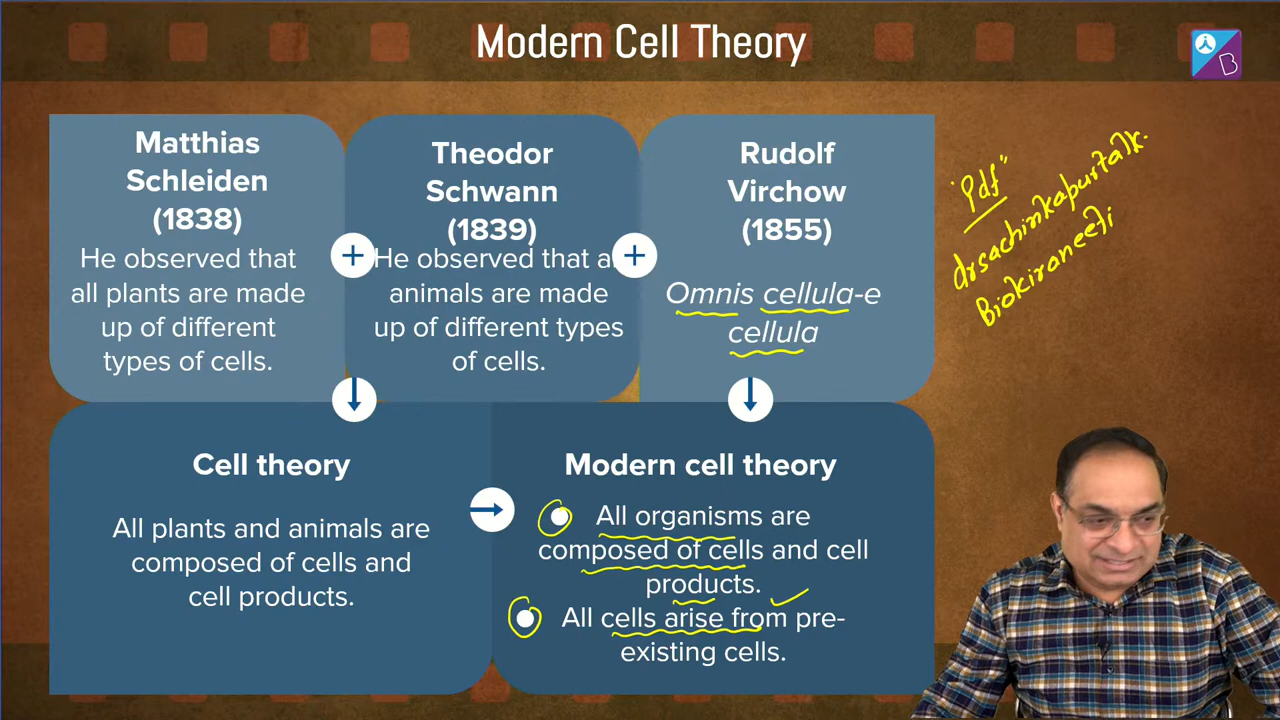 Modern Cell Theory
B
Matthias
Schleiden
(1838)
He observed that
all plants are made
up of different
types of cells.
+
Theodor
Schwann
(1839)
He observed that a
animals are made
up of different types
of cells.
+
Rudolf
Virchow
(1855)
Omnis cellula-e
cellula
"Pdf"
drsachinkapurtalk.
Biokiraneeti
Cell theory
All plants and animals are
composed of cells and
cell products.
Modern cell theory
All organisms are
composed of cells and cell
products.
All cells arise from pre-
existing cells.